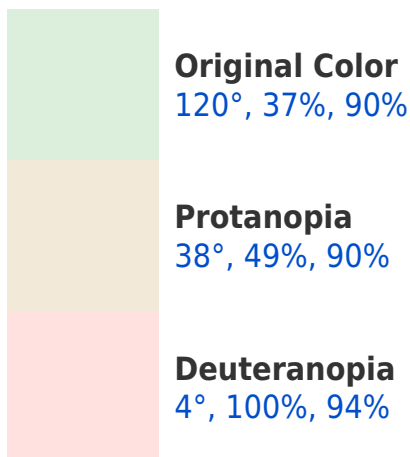 Original Color
120°, 37%, 90%
Protanopia
38°, 49%, 90%
Deuteranopia
4°, 100%, 94%